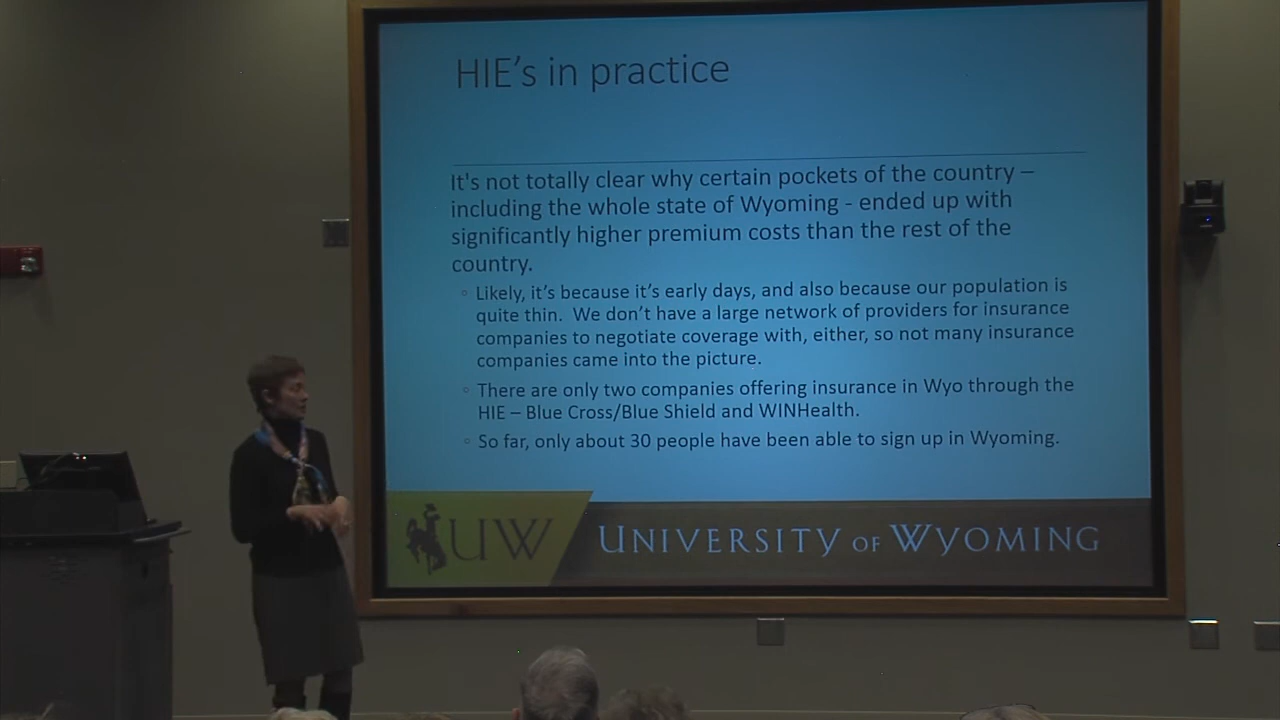 HIE's in practice
It's not totally clear why certain pockets of the country –
including the whole state of Wyoming - ended up with
significantly higher premium costs than the rest of the
country.
Likely, it's because it's early days, and also because our population is
quite thin. We don't have a large network of providers for insurance
companies to negotiate coverage with, either, so not many insurance
companies came into the picture.
There are only two companies offering insurance in Wyo through the
HIE – Blue Cross/Blue Shield and WINHealth.
So far, only about 30 people have been able to sign up in Wyoming.
UW UNIVERSITY OF WYOMING